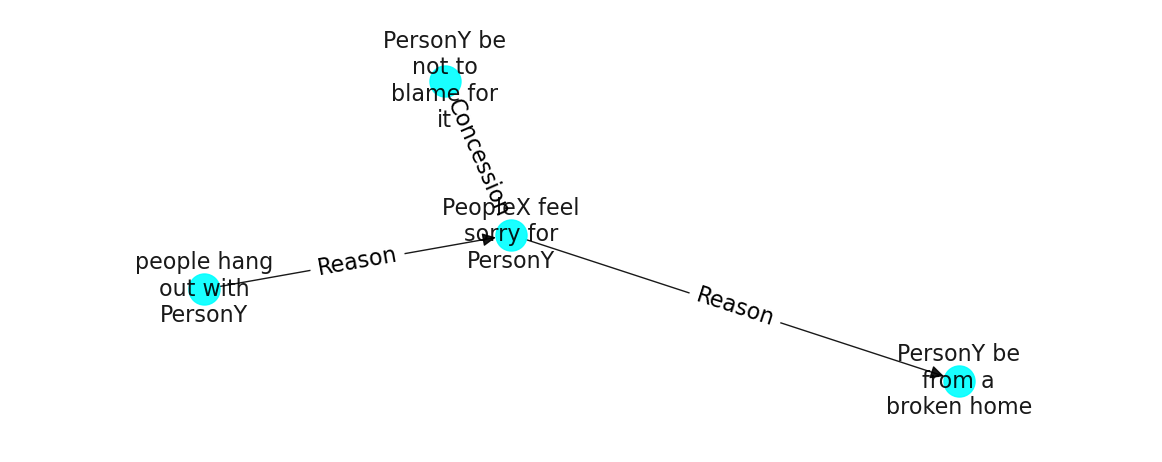 PersonY be
not to
blame for
it
Concession
PeopleX feel
sorry for
PersonY
people hang
out with
PersonY
Reason
Reason
PersonY be
from a
broken home